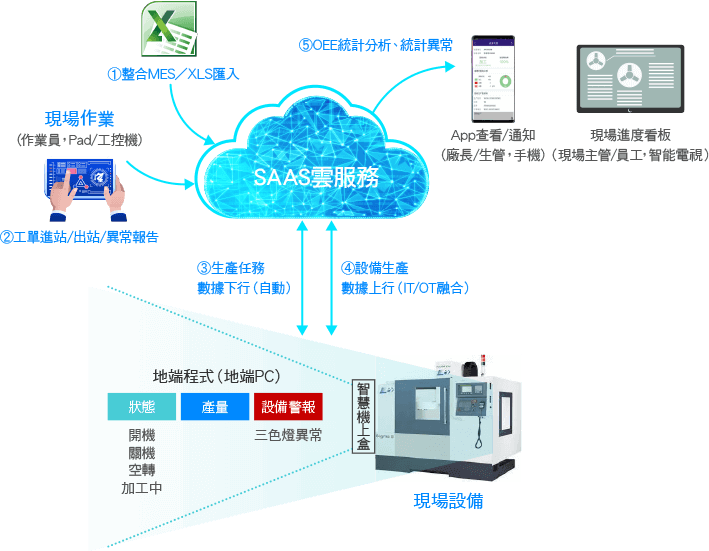 ①整合MES／XLS匯入
⑤OEE統計分析、統計異常
現場作業
(作業員，Pad/工控機)
②工單進站/出站/異常報告
SAAS雲服務
App查看/通知
(廠長/生管，手機)
現場進度看板
(現場主管/員工，智能電視)
③生產任務
數據下行(自動)
④設備生產
數據上行(IT/OT融合)
地端程式(地端PC)
狀態
產量
設備警報
開機
關機
空轉
加工中
三色燈異常
智慧機上盒
現場設備